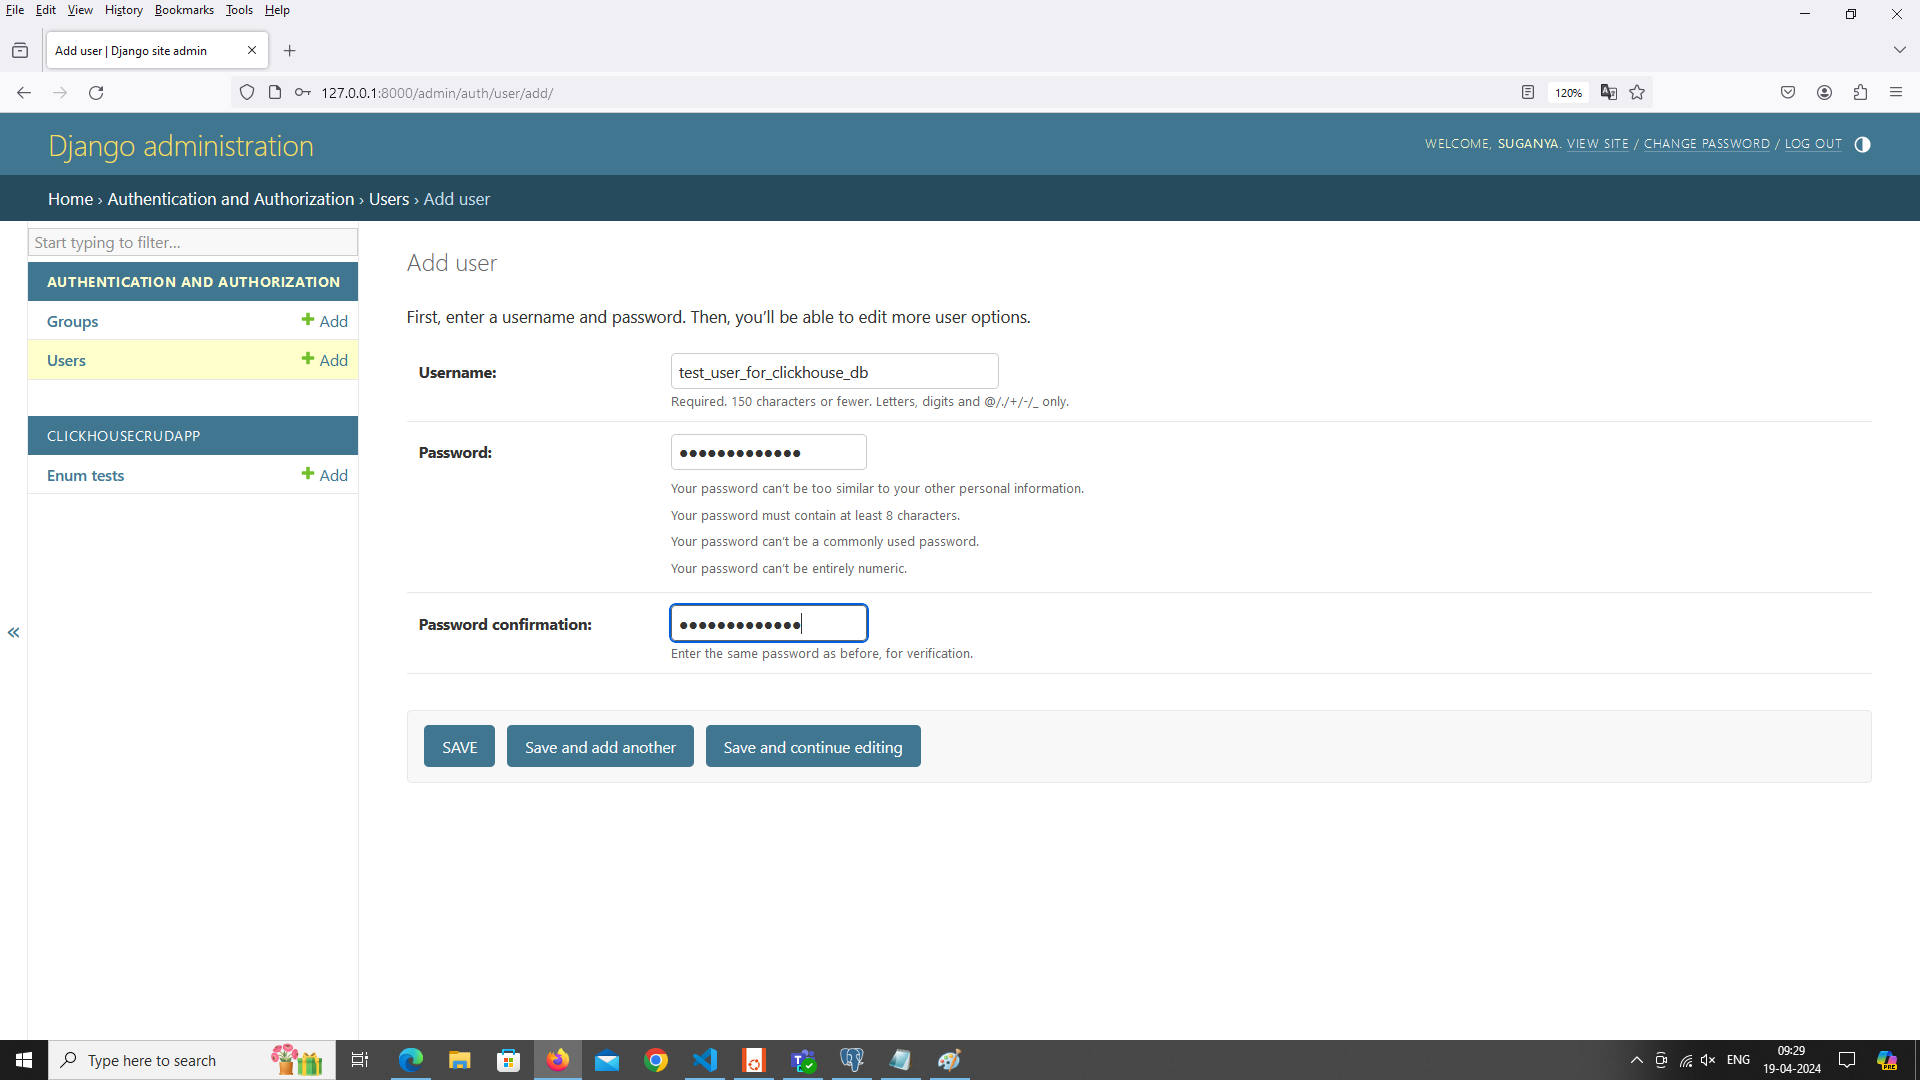 File Edit View History Bookmarks Tools Help
Add user | Django site admin
127.0.0.1:8000/admin/auth/user/add/
120%
Django administration
WELCOME, SUGANYA. VIEW SITE / CHANGE PASSWORD / LOG OUT
Home › Authentication and Authorization › Users › Add user
Start typing to filter...
AUTHENTICATION AND AUTHORIZATION
Groups
Add
Users
Add
CLICKHOUSECRUDAPP
Enum tests
Add
Add user
First, enter a username and password. Then, you’ll be able to edit more user options.
Username:
test_user_for_clickhouse_db
Required. 150 characters or fewer. Letters, digits and @/./+/-/_ only.
Password:
●●●●●●●●●●●●●
Your password can’t be too similar to your other personal information.
Your password must contain at least 8 characters.
Your password can’t be a commonly used password.
Your password can’t be entirely numeric.
Password confirmation:
●●●●●●●●●●●●●
Enter the same password as before, for verification.
SAVE
Save and add another
Save and continue editing
Type here to search
ENG
09:29
19-04-2024